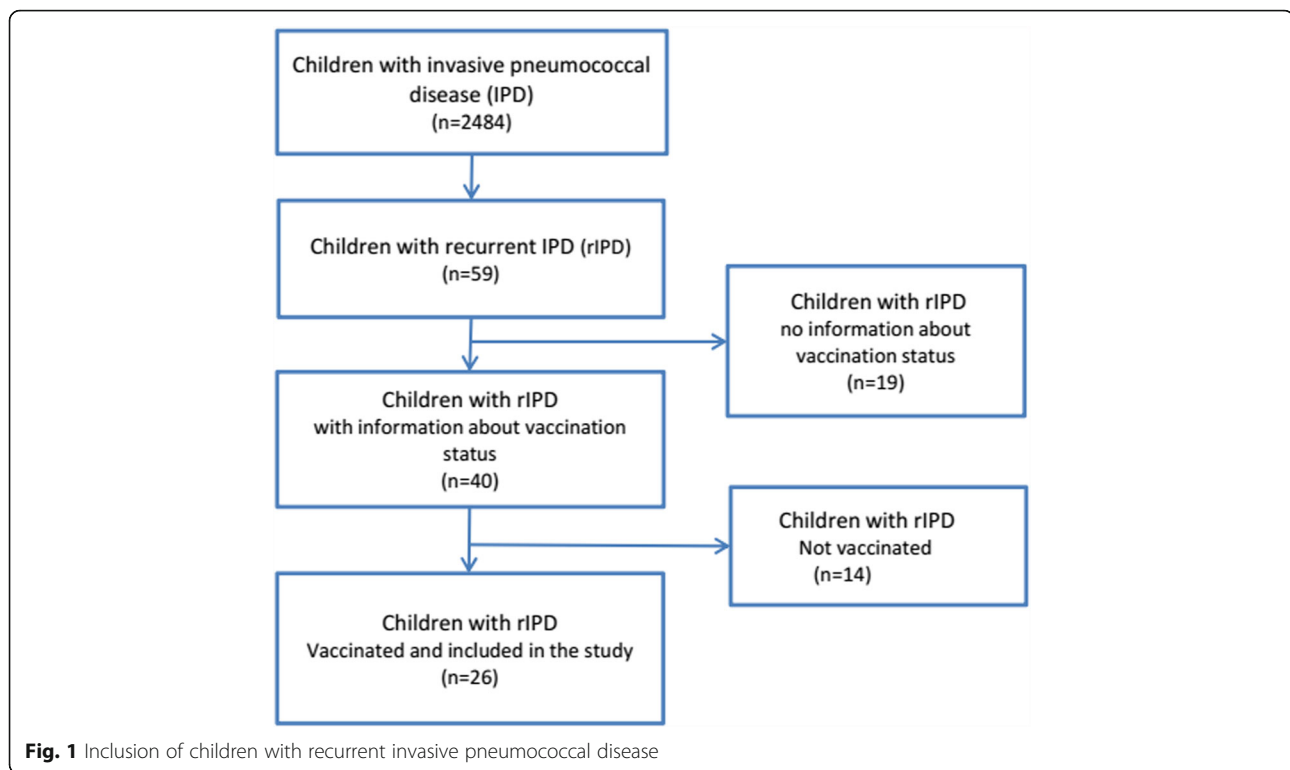 Children with invasive pneumococcal
disease (IPD)
(n=2484)
Children with recurrent IPD (rIPD)
(n=59)
Children with rIPD
no information about
vaccination status
(n=19)
Children with rIPD
with information about vaccination
status
(n=40)
Children with rIPD
Not vaccinated
(n=14)
Children with rIPD
Vaccinated and included in the study
(n=26)
Fig. 1 Inclusion of children with recurrent invasive pneumococcal disease